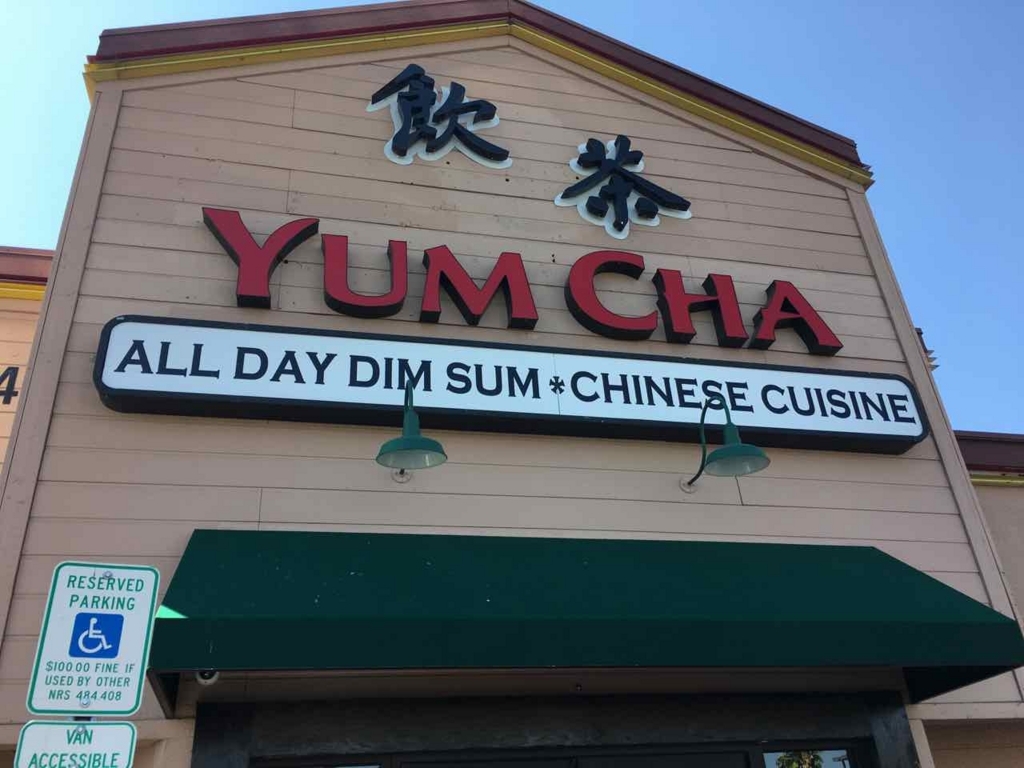 飲茶
YUM CHA
ALL DAY DIM SUM * CHINESE CUISINE
4
RESERVED
PARKING
$100.00 FINE IF
USED BY OTHER
NRS 484 408
VAN
ACCESSIBLE